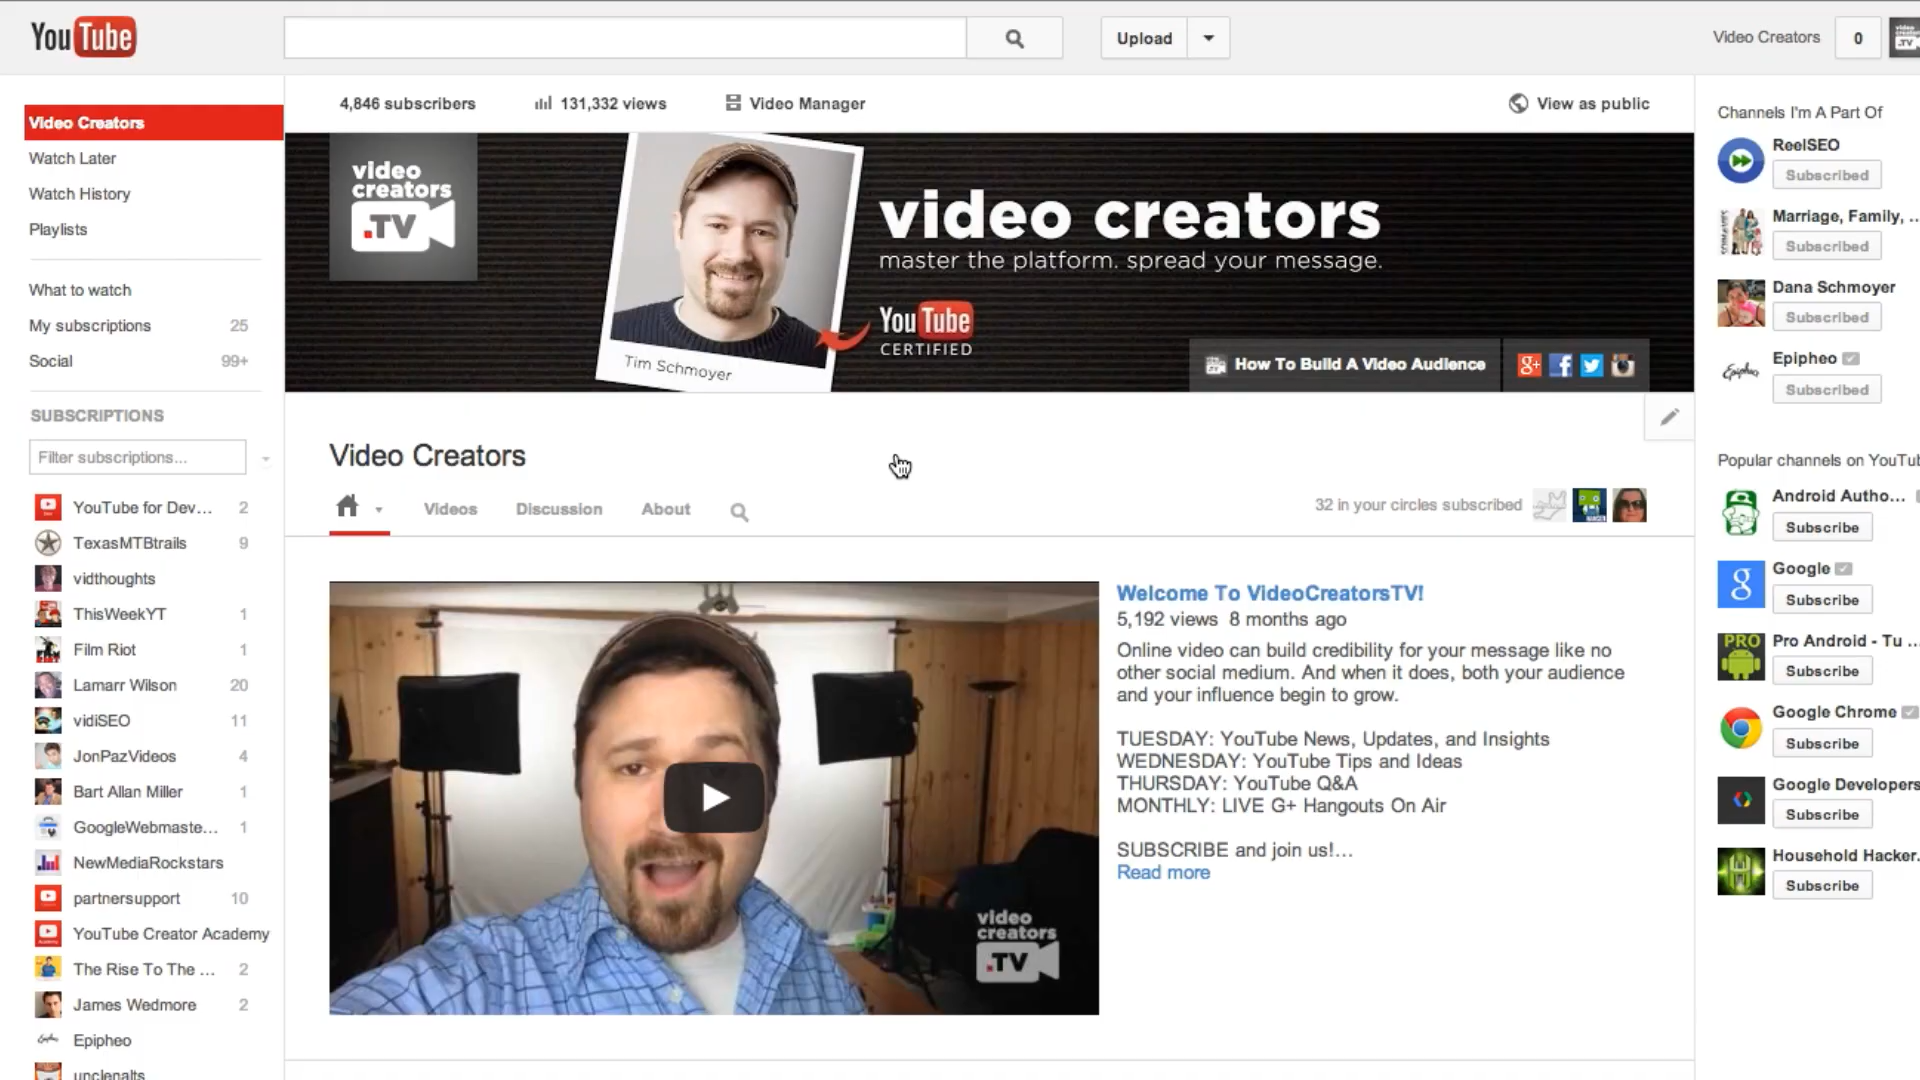 YouTube
Upload
Video Creators
0
4,846 subscribers
131,332 views
Video Manager
View as public
Video Creators
Watch Later
Watch History
Playlists
What to watch
My subscriptions 25
Social 99+
SUBSCRIPTIONS
Filter subscriptions...
YouTube for Dev... 2
TexasMTBtrails 9
vidthoughts
ThisWeekYT 1
Film Riot 1
Lamarr Wilson 20
vidiSEO 11
JonPazVideos 4
Bart Allan Miller 1
GoogleWebmaste... 1
NewMediaRockstars
partnersupport 10
YouTube Creator Academy
The Rise To The ... 2
James Wedmore 2
Epipheo
unclenalts
video
creators
.TV
Tim Schmoyer
video creators
master the platform. spread your message.
YouTube
CERTIFIED
How To Build A Video Audience
Video Creators
Videos
Discussion
About
32 in your circles subscribed
video
creators
.TV
Welcome To VideoCreatorsTV!
5,192 views 8 months ago
Online video can build credibility for your message like no
other social medium. And when it does, both your audience
and your influence begin to grow.
TUESDAY: YouTube News, Updates, and Insights
WEDNESDAY: YouTube Tips and Ideas
THURSDAY: YouTube Q&A
MONTHLY: LIVE G+ Hangouts On Air
SUBSCRIBE and join us!...
Read more
Channels I'm A Part Of
ReelSEO
Subscribed
Marriage, Family, ...
Subscribed
Dana Schmoyer
Subscribed
Epipheo
Subscribed
Popular channels on YouTub
Android Autho...
Subscribe
Google
Subscribe
PRO
Pro Android - Tu ...
Subscribe
Google Chrome
Subscribe
Google Developers
Subscribe
Household Hacker.
Subscribe